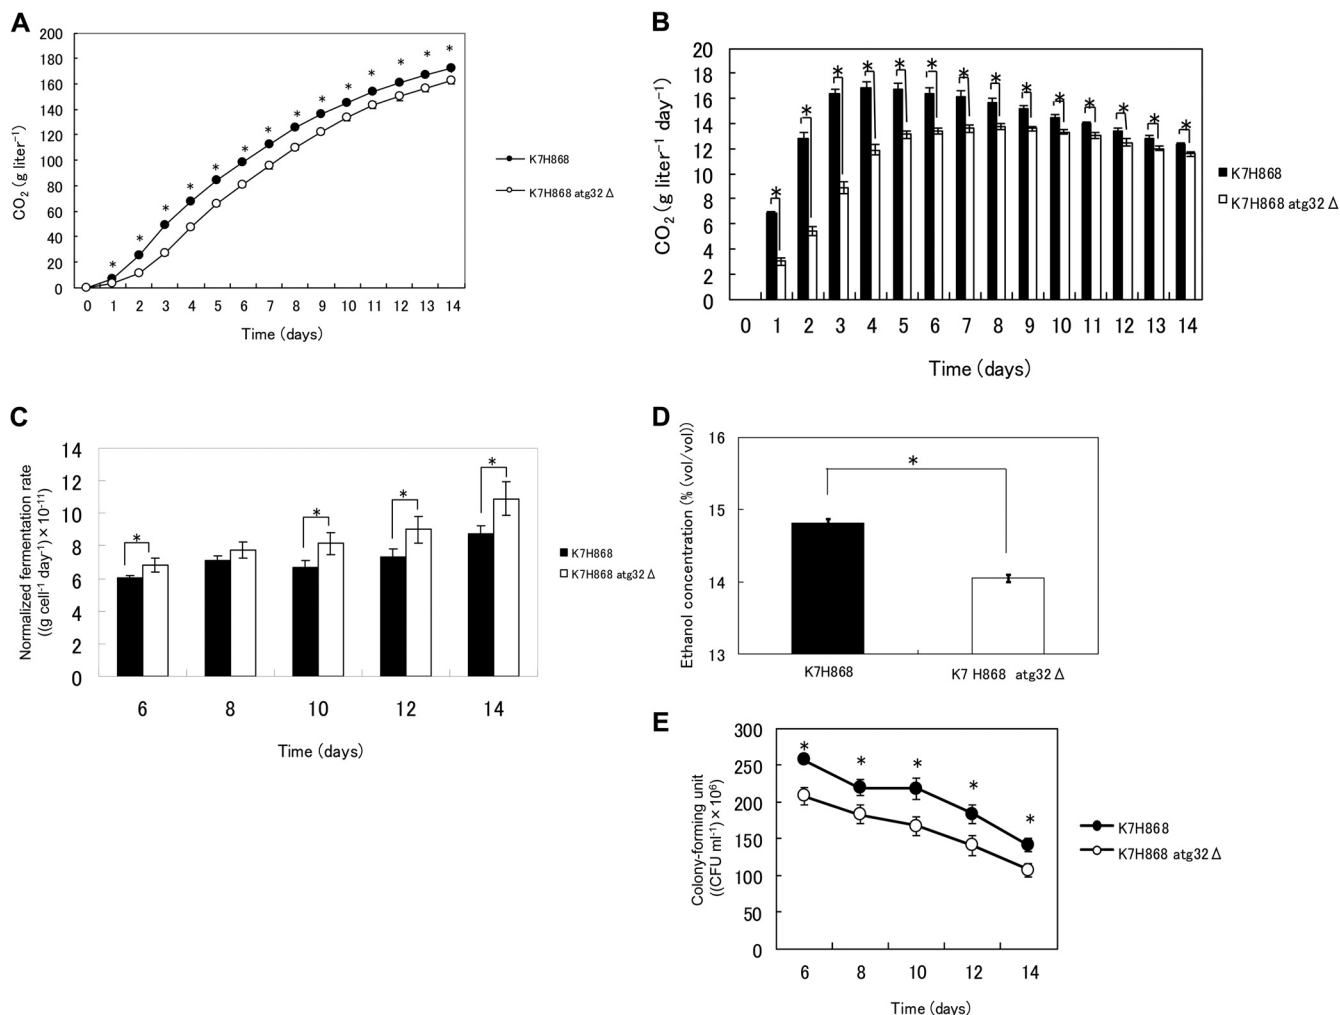 A
CO₂ (g liter⁻¹)
200
180
160
140
120
100
80
60
40
20
0
* * * * * * * * * * * * * *
0 1 2 3 4 5 6 7 8 9 10 11 12 13 14
Time (days)
K7H868
K7H868 atg32 Δ
B
CO₂ (g liter⁻¹ day⁻¹)
20
18
16
14
12
10
8
6
4
2
0
* * * * * * * * * * * * * *
0 1 2 3 4 5 6 7 8 9 10 11 12 13 14
Time (days)
K7H868
K7H868 atg32 Δ
C
Normalized fermentation rate
((g cell⁻¹ day⁻¹) × 10⁻¹¹)
14
12
10
8
6
4
2
0
* * * *
6 8 10 12 14
Time (days)
K7H868
K7H868 atg32 Δ
D
Ethanol concentration (% (vol/vol))
16
15
14
13
*
K7H868 K7 H868 atg32 Δ
E
Colony-forming unit
((CFU ml⁻¹) × 10⁶)
300
250
200
150
100
50
0
* * * * *
6 8 10 12 14
Time (days)
K7H868
K7H868 atg32 Δ